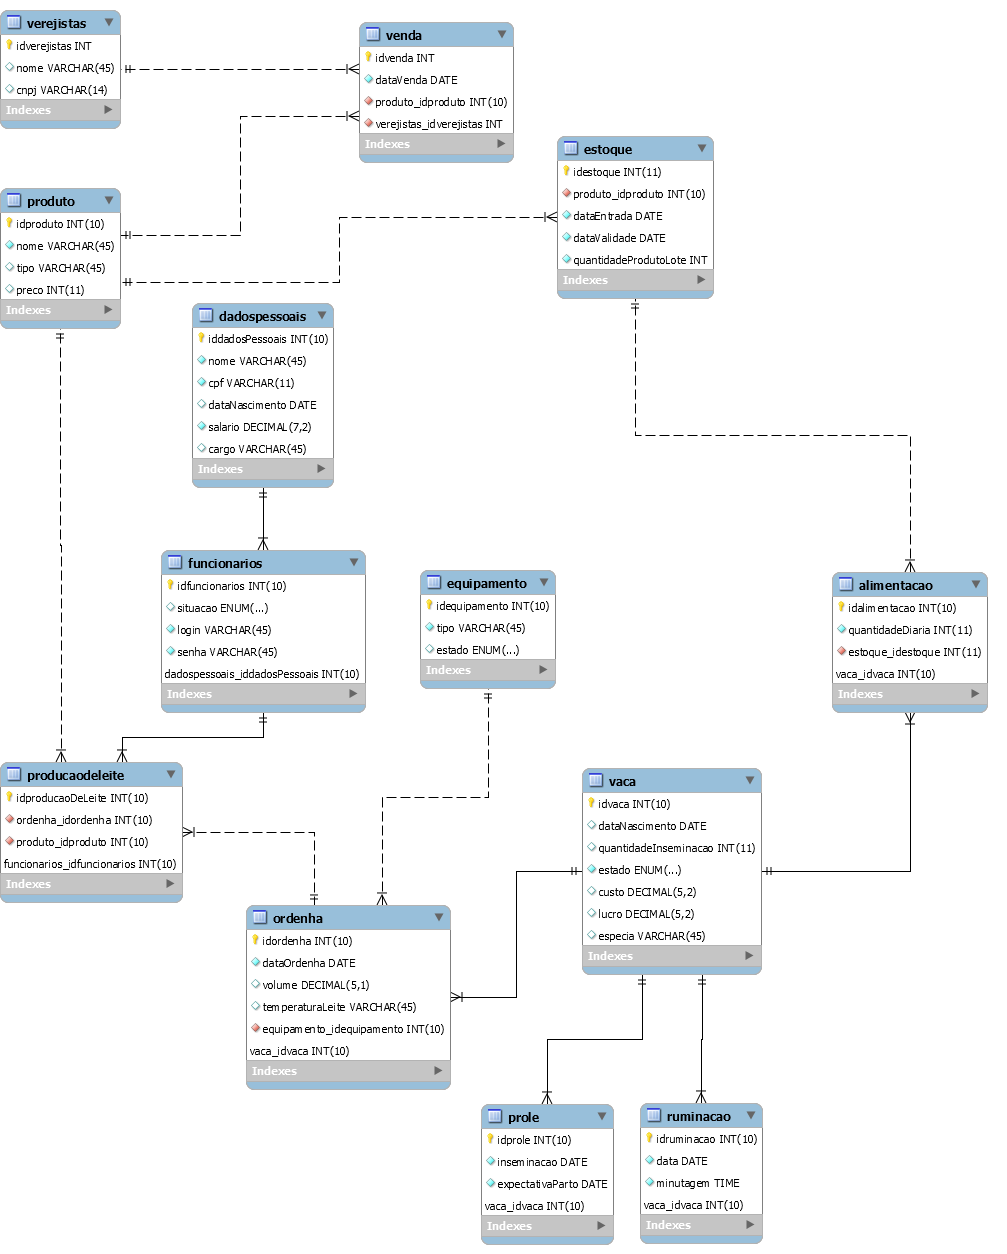 verejistas
idverejistas INT
nome VARCHAR(45)
cnpj VARCHAR(14)
Indexes
venda
idvenda INT
dataVenda DATE
produto_idproduto INT(10)
verejistas_idverejistas INT
Indexes
estoque
idestoque INT(11)
produto_idproduto INT(10)
dataEntrada DATE
dataValidade DATE
quantidadeProdutoLote INT
Indexes
produto
idproduto INT(10)
nome VARCHAR(45)
tipo VARCHAR(45)
preco INT(11)
Indexes
dadospessoais
iddadosPessoais INT(10)
nome VARCHAR(45)
cpf VARCHAR(11)
dataNascimento DATE
salario DECIMAL(7,2)
cargo VARCHAR(45)
Indexes
funcionarios
idfuncionarios INT(10)
situacao ENUM(...)
login VARCHAR(45)
senha VARCHAR(45)
dadospessoais_iddadosPessoais INT(10)
Indexes
equipamento
idequipamento INT(10)
tipo VARCHAR(45)
estado ENUM(...)
Indexes
alimentacao
idalimentacao INT(10)
quantidadeDiaria INT(11)
estoque_idestoque INT(11)
vaca_idvaca INT(10)
Indexes
producaodeleite
idproducaoDeLeite INT(10)
ordenha_idordenha INT(10)
produto_idproduto INT(10)
funcionarios_idfuncionarios INT(10)
Indexes
vaca
idvaca INT(10)
dataNascimento DATE
quantidadeInseminacao INT(11)
estado ENUM(...)
custo DECIMAL(5,2)
lucro DECIMAL(5,2)
especia VARCHAR(45)
Indexes
ordenha
idordenha INT(10)
dataOrdenha DATE
volume DECIMAL(5,1)
temperaturaLeite VARCHAR(45)
equipamento_idequipamento INT(10)
vaca_idvaca INT(10)
Indexes
prole
idprole INT(10)
inseminacao DATE
expectativaParto DATE
vaca_idvaca INT(10)
Indexes
ruminacao
idruminacao INT(10)
data DATE
minutagem TIME
vaca_idvaca INT(10)
Indexes